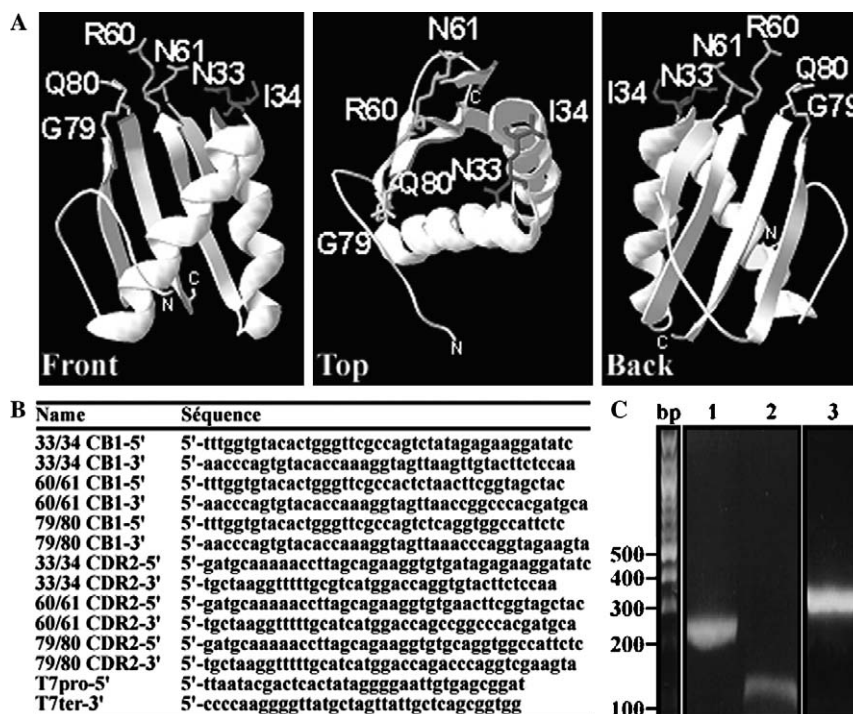 A
R60
N61
N33
Q80
I34
G79
N
C
Front
N61
R60
C
I34
N33
Q80
G79
N
Top
R60
N61
N33
Q80
I34
G79
N
C
Back
B
Name Séquence
33/34 CB1-5' 5'-tttggtgtacactgggttcgccagtctatagagaaggatatc
33/34 CB1-3' 5'-aacccagtgtacaccaaaggtagttaagttgtacttctccaa
60/61 CB1-5' 5'-tttggtgtacactgggttcgccactctaacttcggtagctac
60/61 CB1-3' 5'-aacccagtgtacaccaaaggtagttaaccggcccacgatgca
79/80 CB1-5' 5'-tttggtgtacactgggttcgccagtctcaggtggccattctc
79/80 CB1-3' 5'-aacccagtgtacaccaaaggtagttaaacccaggtagaagta
33/34 CDR2-5' 5'-gatgcaaaaaccttagcagaaggtgtgatagagaaggatatc
33/34 CDR2-3' 5'-tgctaaggtttttgcgtcatggaccaggtgtacttctccaa
60/61 CDR2-5' 5'-gatgcaaaaaccttagcagaaggtgtgaacttcggtagctac
60/61 CDR2-3' 5'-tgctaaggtttttgcatcatggaccagccggcccacgatgca
79/80 CDR2-5' 5'-gatgcaaaaaccttagcagaaggtgtgcaggtggccattctc
79/80 CDR2-3' 5'-tgctaaggtttttgcatcatggaccagacccaggtcgaagta
T7pro-5' 5'-ttaatacgactcactataggggaattgtgagcggat
T7ter-3' 5'-ccccaaggggttatgctagttattgctcagcggtgg
C
bp 1 2 3
500
400
300
200
100